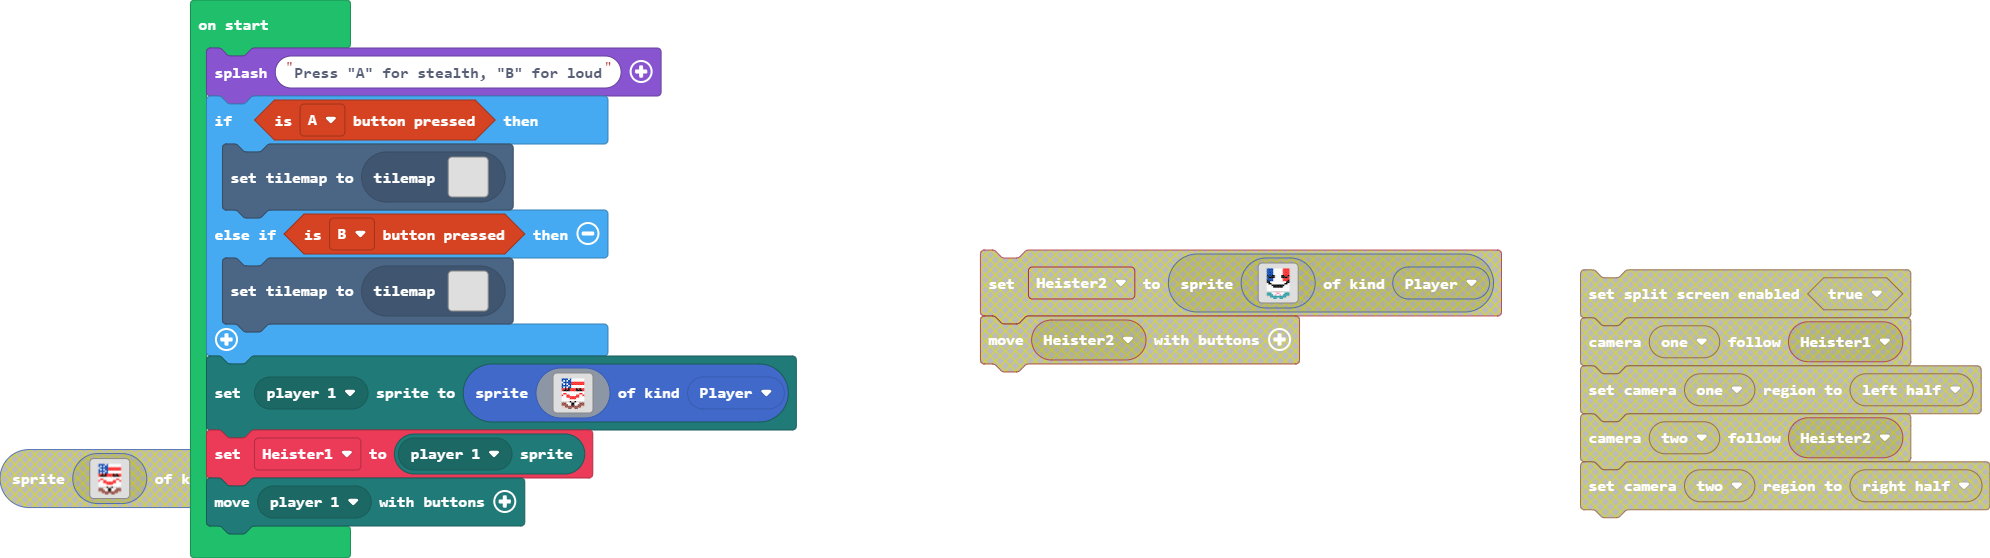 on start
splash "Press "A" for stealth, "B" for loud"
if is A button pressed then
set tilemap to tilemap
else if is B button pressed then
set tilemap to tilemap
set player 1 sprite to sprite of kind Player
set Heister1 to player 1 sprite
move player 1 with buttons
sprite of k
set Heister2 to sprite of kind Player
move Heister2 with buttons
set split screen enabled true
camera one follow Heister1
set camera one region to left half
camera two follow Heister2
set camera two region to right half